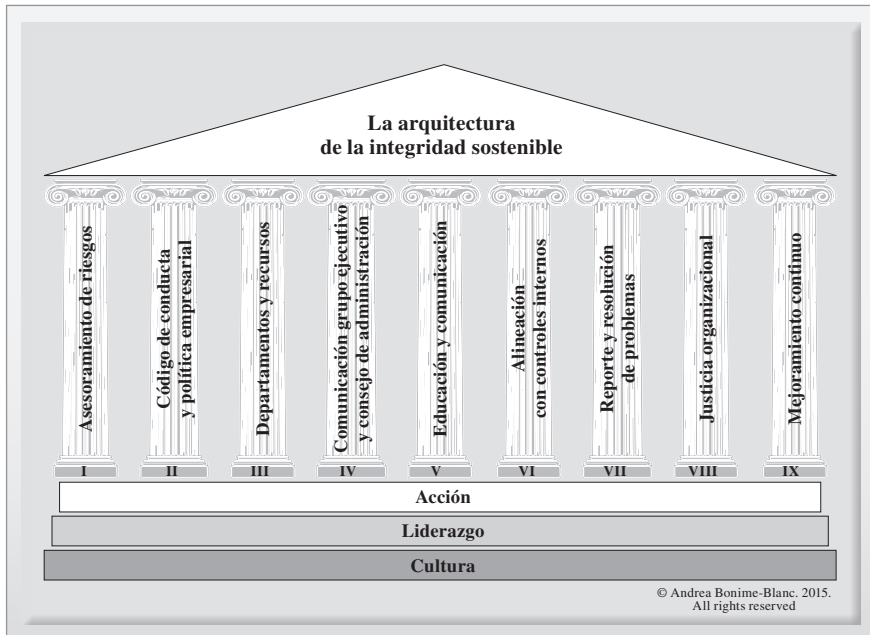 La arquitectura
de la integridad sostenible
Asesoramiento de riesgos
Código de conducta
y política empresarial
Departamentos y recursos
Comunicación grupo ejecutivo
y consejo de administración
Educación y comunicación
Alineación
con controles internos
Reporte y resolución
de problemas
Justicia organizacional
Mejoramiento continuo
I
II
III
IV
V
VI
VII
VIII
IX
Acción
Liderazgo
Cultura
© Andrea Bonime-Blanc. 2015.
All rights reserved